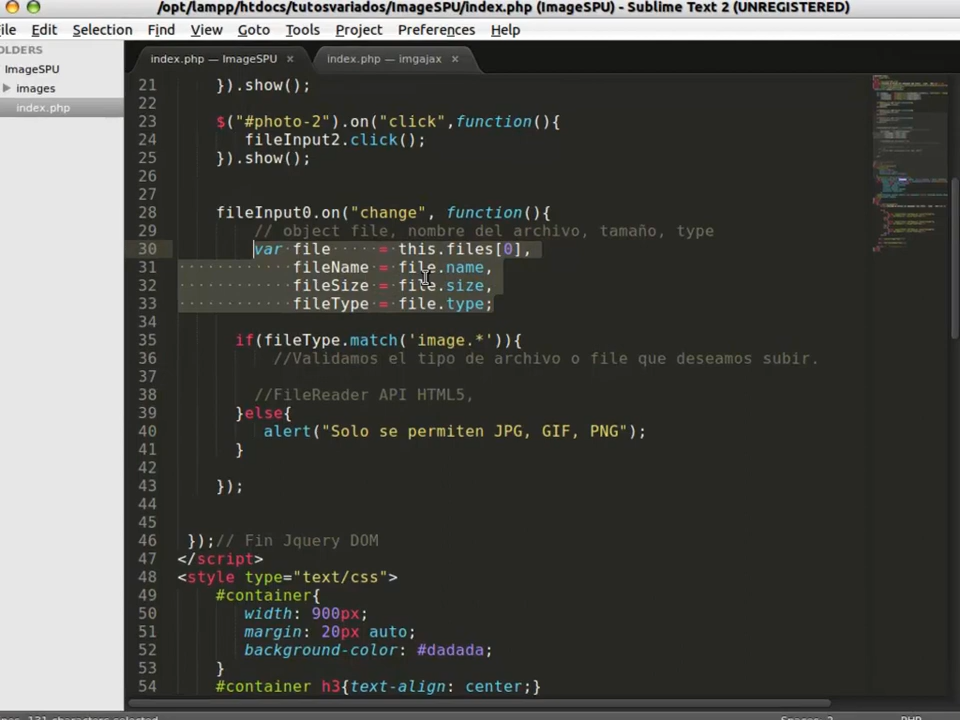 /opt/lampp/htdocs/tutosvariados/ImageSPU/index.php (ImageSPU) - Sublime Text 2 (UNREGISTERED)
ile Edit Selection Find View Goto Tools Project Preferences Help
OLDERS
ImageSPU
images
index.php
index.php — ImageSPU × index.php — imgajax ×
21 }).show();
22
23 $("#photo-2").on("click",function(){
24 fileInput2.click();
25 }).show();
26
27
28 fileInput0.on("change", function(){
29 // object file, nombre del archivo, tamaño, type
30 var file = this.files[0],
31 fileName = file.name,
32 fileSize = file.size,
33 fileType = file.type;
34
35 if(fileType.match('image.*')){
36 //Validamos el tipo de archivo o file que deseamos subir.
37
38 //FileReader API HTML5,
39 }else{
40 alert("Solo se permiten JPG, GIF, PNG");
41 }
42
43 });
44
45
46 });// Fin Jquery DOM
47 </script>
48 <style type="text/css">
49 #container{
50 width: 900px;
51 margin: 20px auto;
52 background-color: #dadada;
53 }
54 #container h3{text-align: center;}